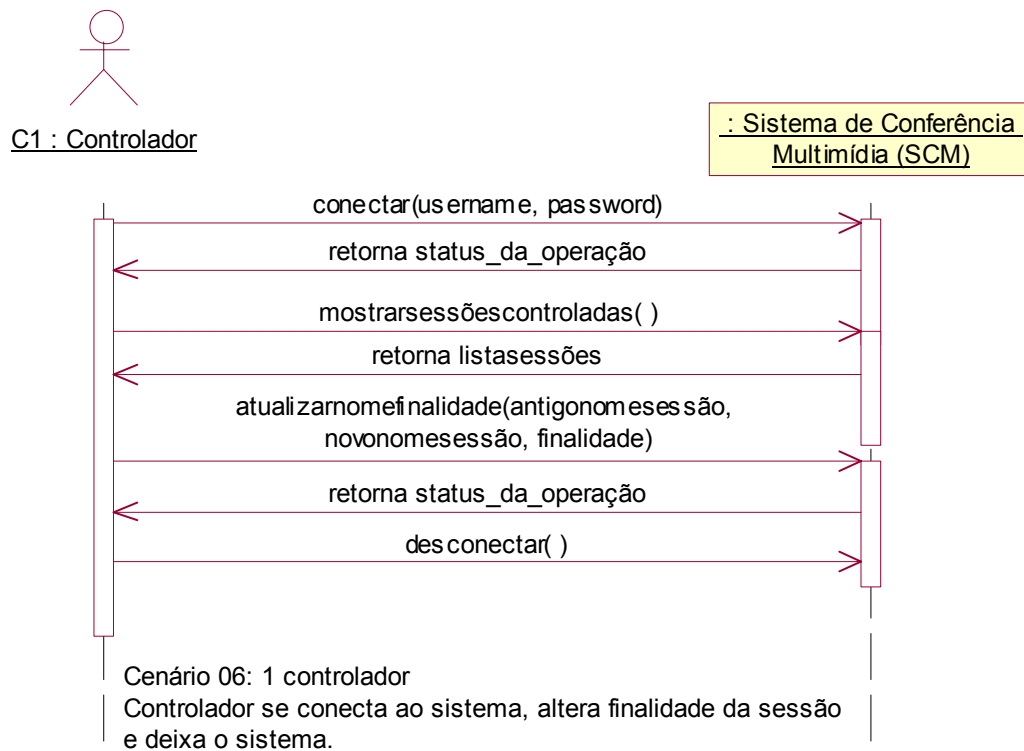 C1 : Controlador
: Sistema de Conferência
Multimídia (SCM)
conectar(username, password)
retorna status_da_operação
mostrarsessõescontroladas( )
retorna listasessões
atualizarnomefinalidade(antigonomesessão,
novonomesessão, finalidade)
retorna status_da_operação
desconectar( )
Cenário 06: 1 controlador
Controlador se conecta ao sistema, altera finalidade da sessão
e deixa o sistema.